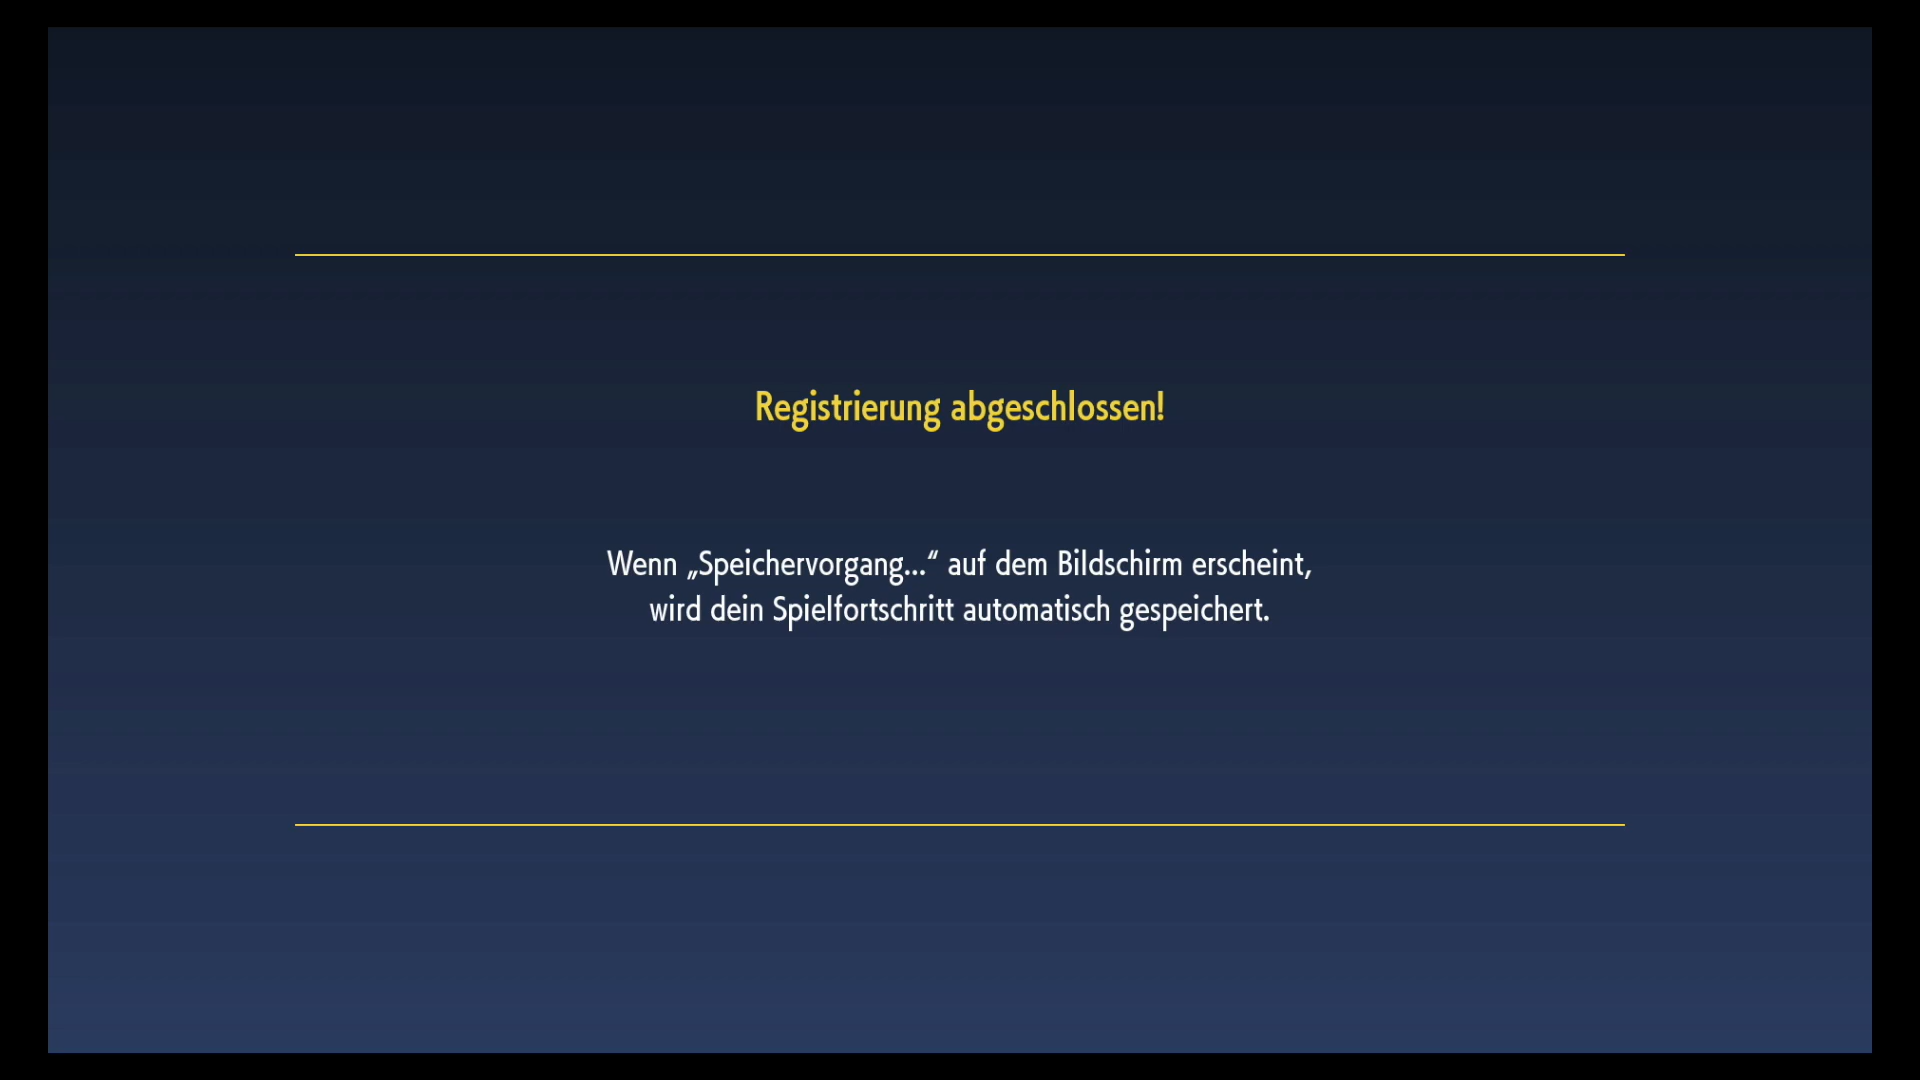 Registrierung abgeschlossen!
Wenn „Speichervorgang...“ auf dem Bildschirm erscheint,
wird dein Spielfortschritt automatisch gespeichert.